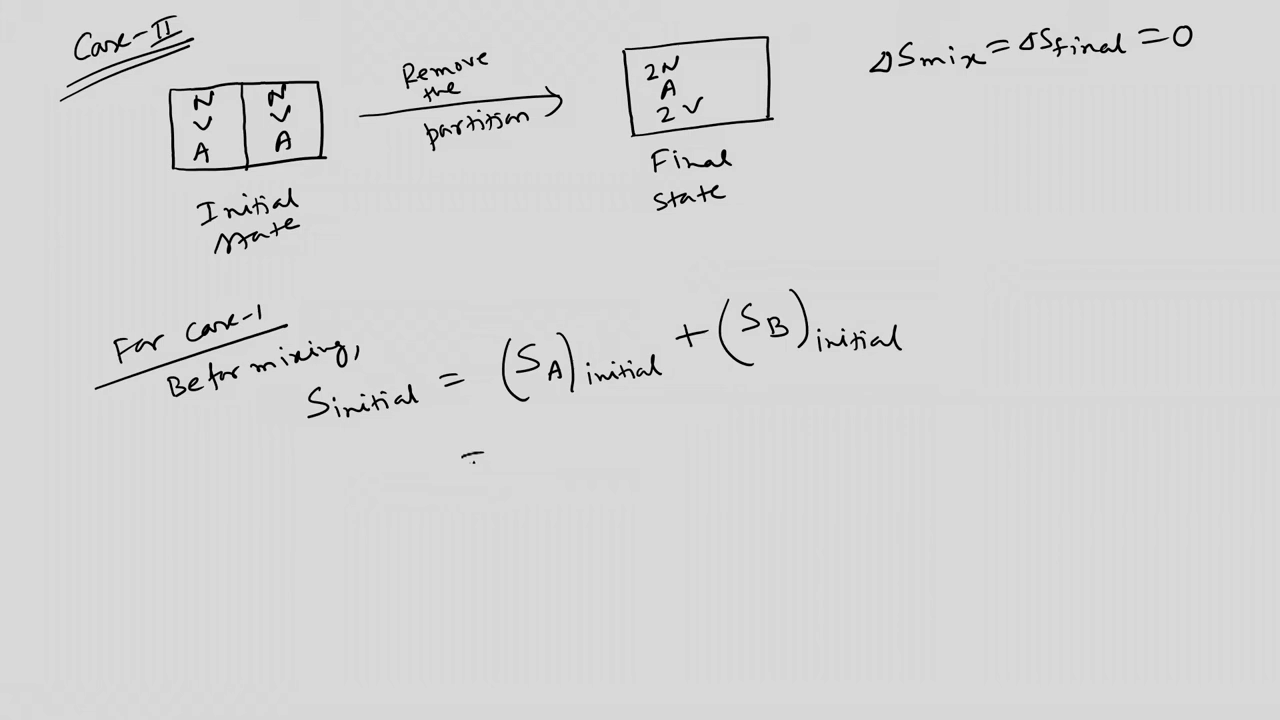 Case-II
N N
V V
A A
Initial
state
Remove
the
partition
2N
A
2V
Final
state
ΔSmix = ΔSfinal = 0
For case-1
Befor mixing,
Sinitial = (SA)initial + (SB)initial
=